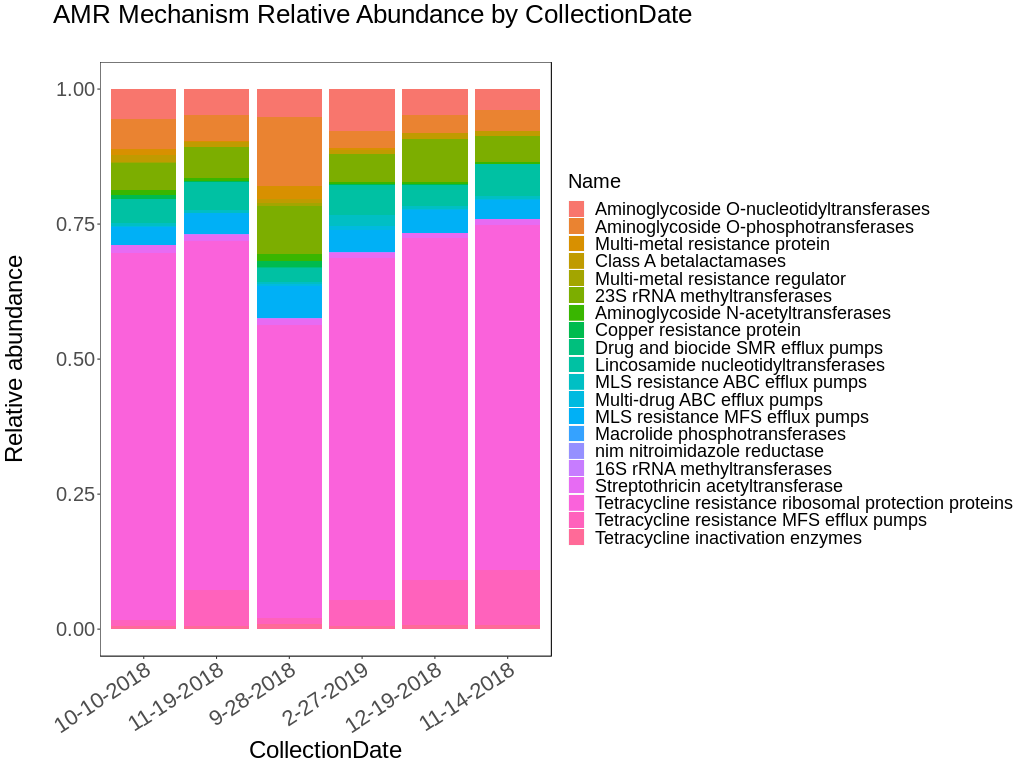 AMR Mechanism Relative Abundance by CollectionDate
Relative abundance
1.00
0.75
0.50
0.25
0.00
10-10-2018
11-19-2018
9-28-2018
2-27-2019
12-19-2018
11-14-2018
CollectionDate
Name
Aminoglycoside O-nucleotidyltransferases
Aminoglycoside O-phosphotransferases
Multi-metal resistance protein
Class A betalactamases
Multi-metal resistance regulator
23S rRNA methyltransferases
Aminoglycoside N-acetyltransferases
Copper resistance protein
Drug and biocide SMR efflux pumps
Lincosamide nucleotidyltransferases
MLS resistance ABC efflux pumps
Multi-drug ABC efflux pumps
MLS resistance MFS efflux pumps
Macrolide phosphotransferases
nim nitroimidazole reductase
16S rRNA methyltransferases
Streptothricin acetyltransferase
Tetracycline resistance ribosomal protection proteins
Tetracycline resistance MFS efflux pumps
Tetracycline inactivation enzymes